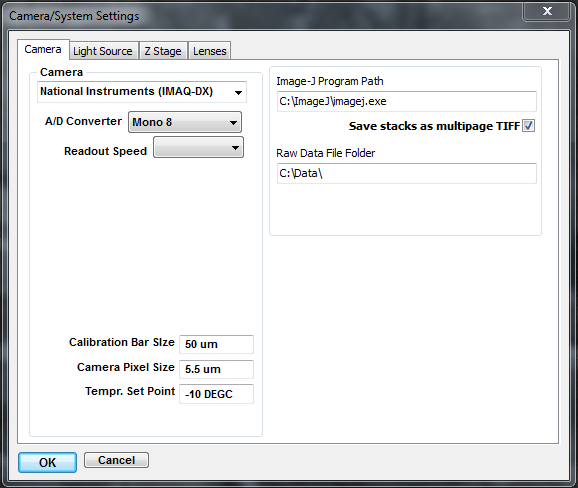 Camera/System Settings
Camera
Light Source
Z Stage
Lenses
Camera
National Instruments (IMAQ-DX)
A/D Converter
Mono 8
Readout Speed
Calibration Bar SIze
50 um
Camera Pixel Size
5.5 um
Tempr. Set Point
-10 DEGC
Image-J Program Path
C:\ImageJ\imagej.exe
Save stacks as multipage TIFF
Raw Data File Folder
C:\Data\
OK
Cancel